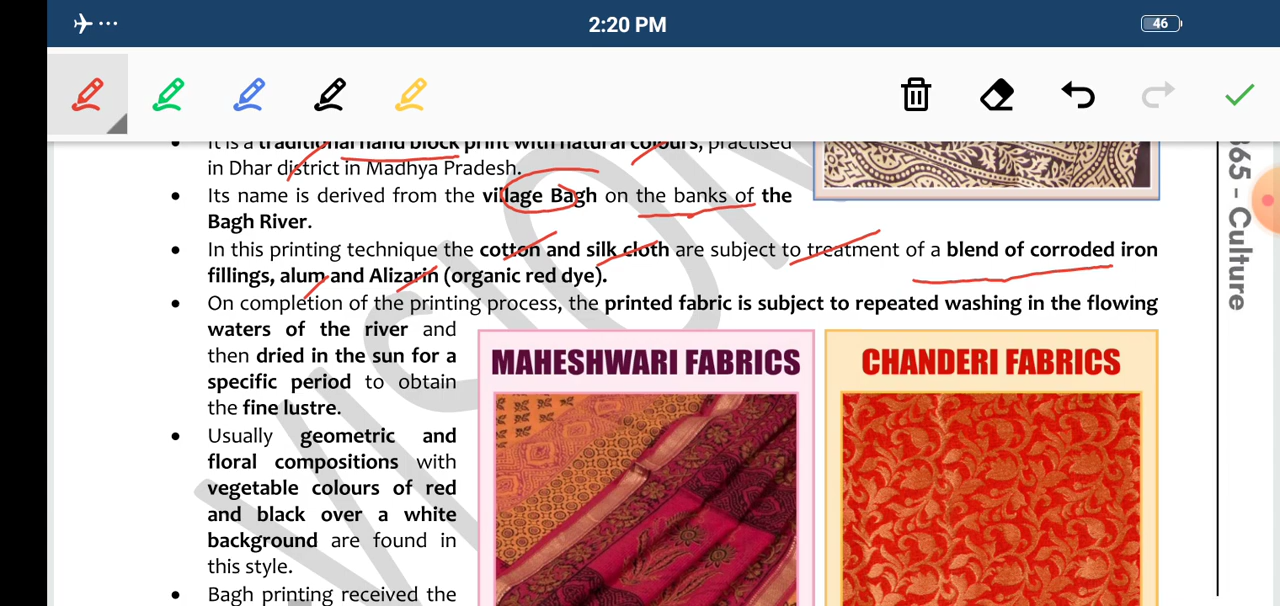 2:20 PM
46
It is a traditional hand block print with natural colours, practised
in Dhar district in Madhya Pradesh.
Its name is derived from the village Bagh on the banks of the
Bagh River.
In this printing technique the cotton and silk cloth are subject to treatment of a blend of corroded iron
fillings, alum and Alizarin (organic red dye).
On completion of the printing process, the printed fabric is subject to repeated washing in the flowing
waters of the river and
then dried in the sun for a
specific period to obtain
the fine lustre.
Usually geometric and
floral compositions with
vegetable colours of red
and black over a white
background are found in
this style.
Bagh printing received the
MAHESHWARI FABRICS
CHANDERI FABRICS
365 - Culture
VISION